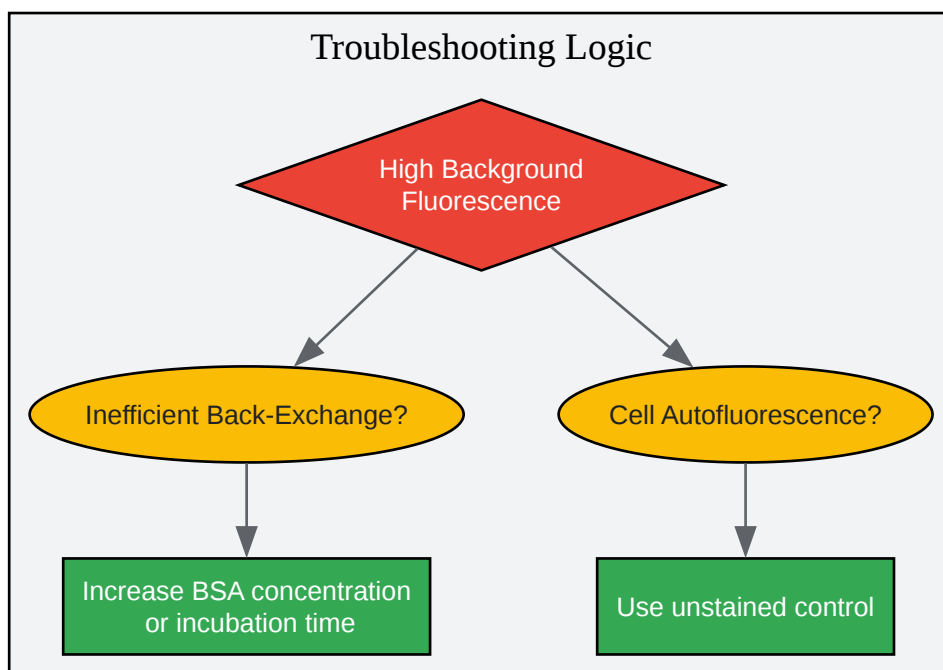 Troubleshooting Logic
High Background
Fluorescence
Inefficient Back-Exchange?
Cell Autofluorescence?
Increase BSA concentration
or incubation time
Use unstained control